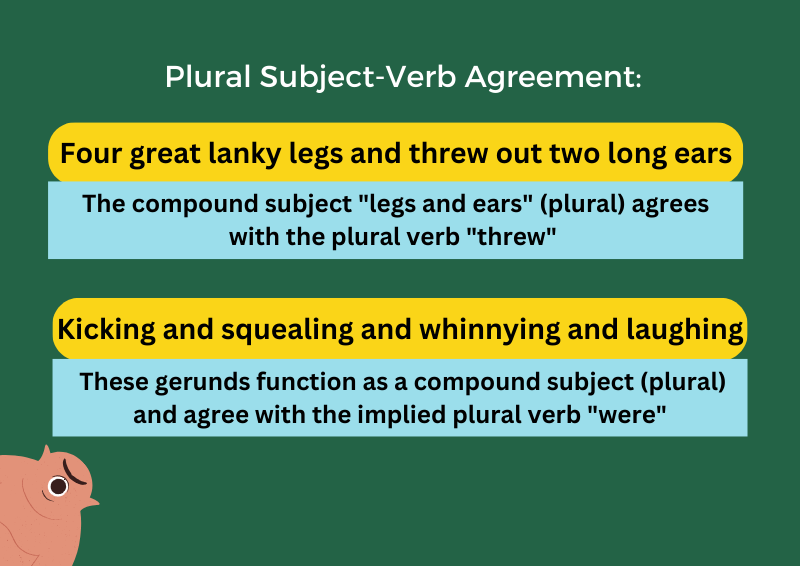 Plural Subject-Verb Agreement:
Four great lanky legs and threw out two long ears
The compound subject "legs and ears" (plural) agrees
with the plural verb "threw"
Kicking and squealing and whinnying and laughing
These gerunds function as a compound subject (plural)
and agree with the implied plural verb "were"